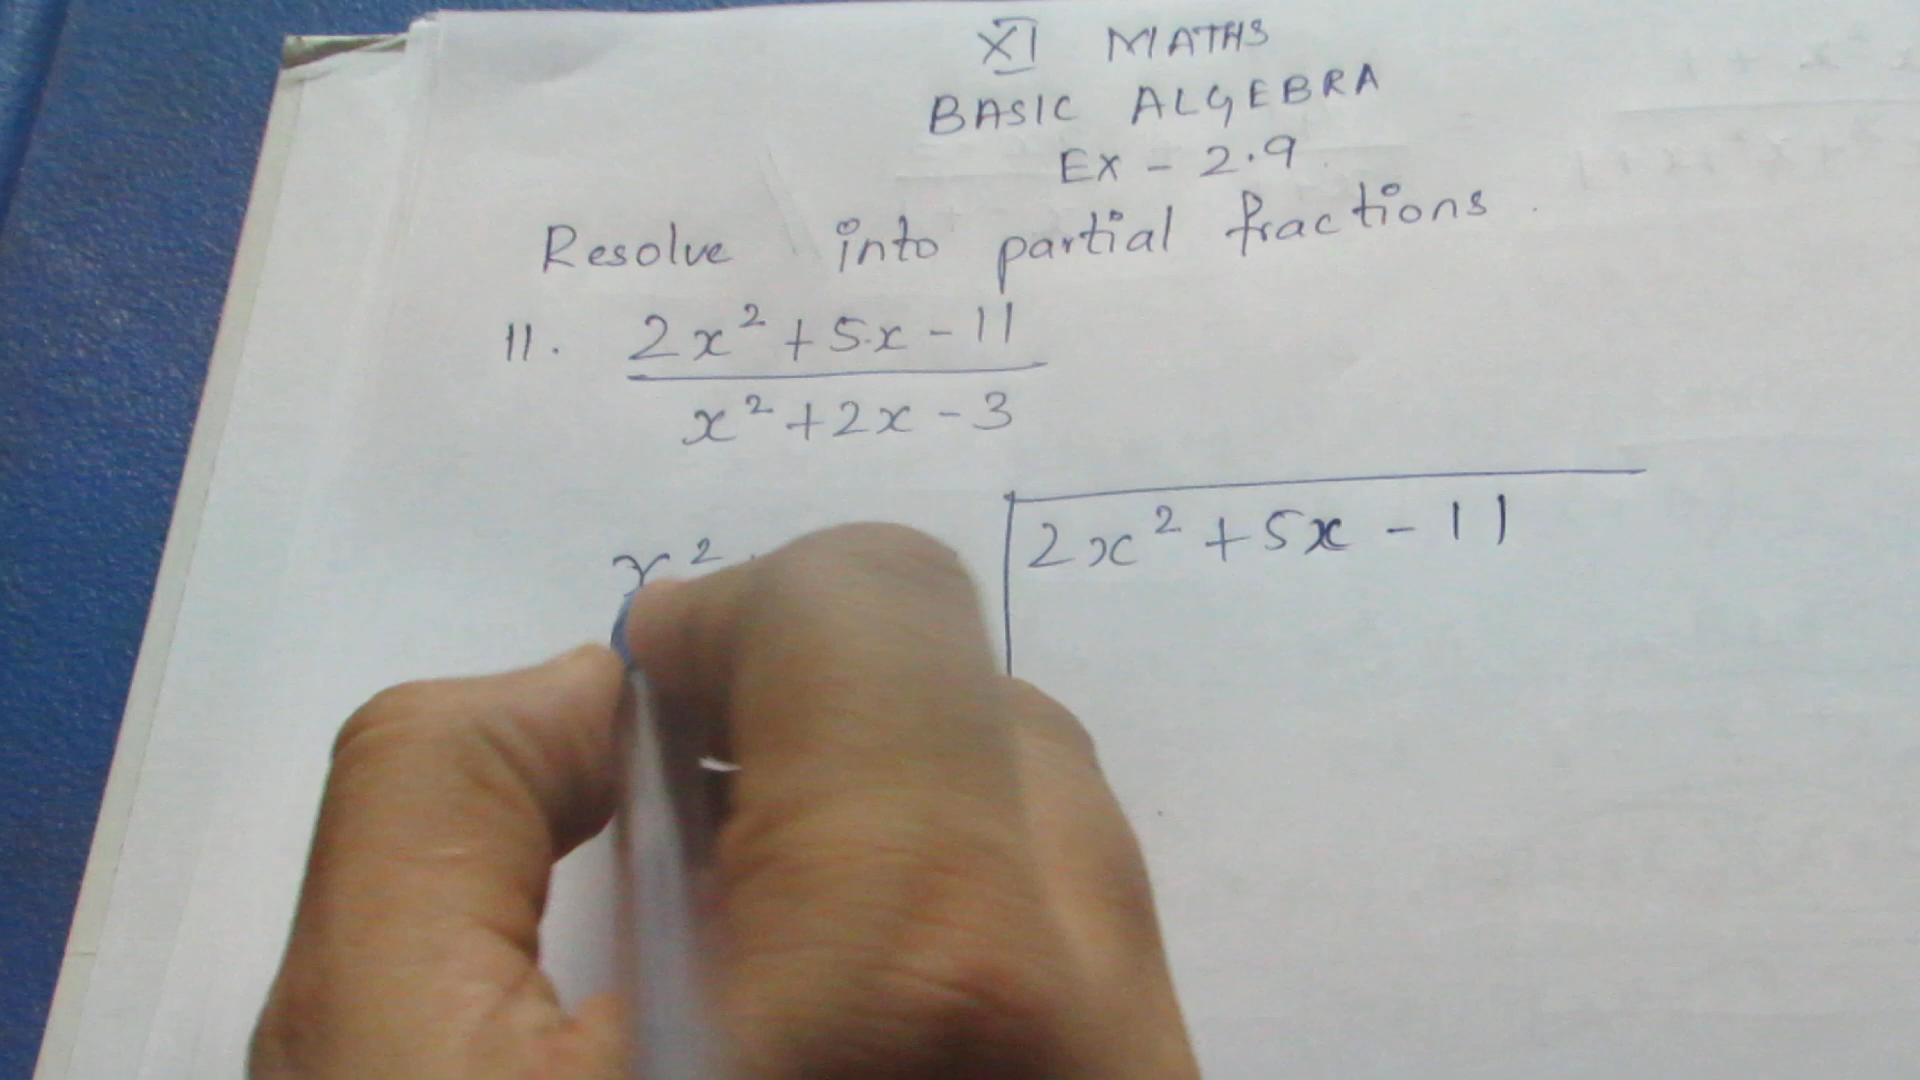 XI MATHS
BASIC ALGEBRA
EX - 2.9
Resolve into partial fractions.
11. 2x² + 5x - 11
x² + 2x - 3
2x² + 5x - 11
x²